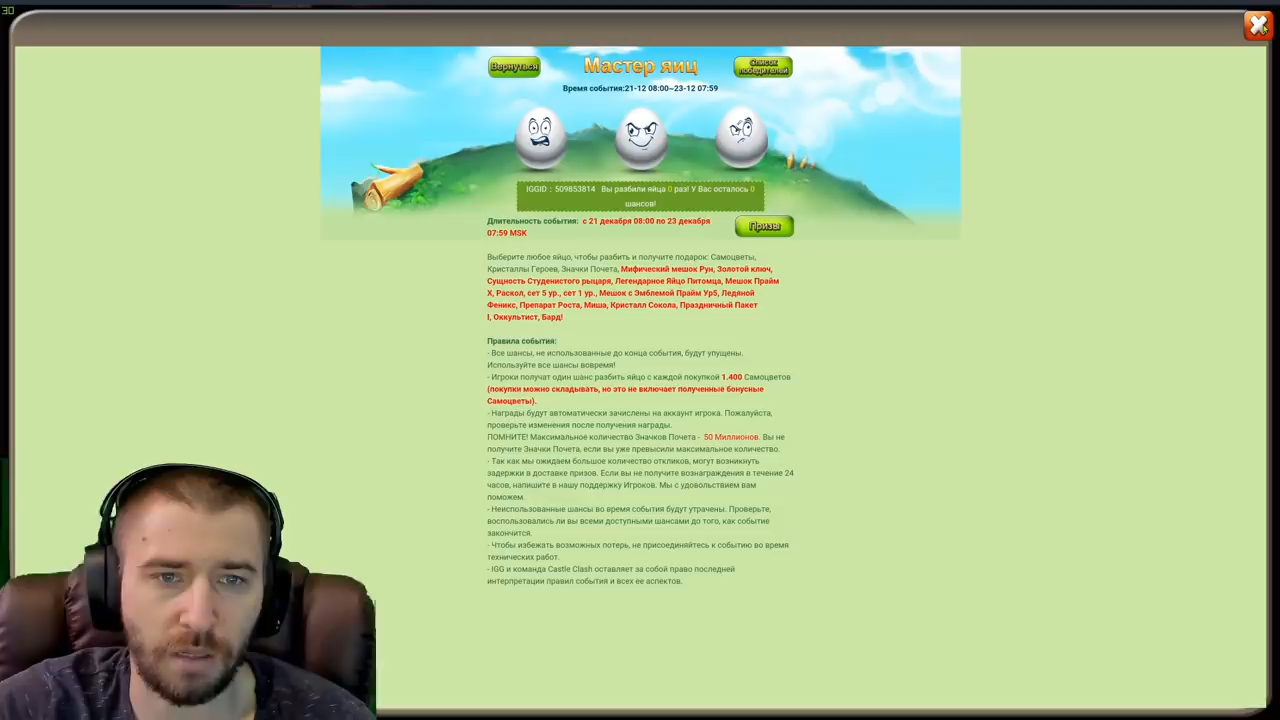 30
Вернуться
Мастер яиц
Список
победителей
Время события:21-12 08:00~23-12 07:59
IGGID : 509853814 Вы разбили яйца 0 раз! У Вас осталось 0
шансов!
Длительность события: с 21 декабря 08:00 по 23 декабря
07:59 MSK
Призы
Выберите любое яйцо, чтобы разбить и получите подарок: Самоцветы,
Кристаллы Героев, Значки Почета, Мифический мешок Рун, Золотой ключ,
Сущность Студенистого рыцаря, Легендарное Яйцо Питомца, Мешок Прайм
X, Раскол, сет 5 ур., сет 1 ур., Мешок с Эмблемой Прайм Ур5, Ледяной
Феникс, Препарат Роста, Миша, Кристалл Сокола, Праздничный Пакет
I, Оккультист, Бард!
Правила события:
- Все шансы, не использованные до конца события, будут упущены.
Используйте все шансы вовремя!
- Игроки получат один шанс разбить яйцо с каждой покупкой 1.400 Самоцветов
(покупки можно складывать, но это не включает полученные бонусные
Самоцветы).
- Награды будут автоматически зачислены на аккаунт игрока. Пожалуйста,
проверьте изменения после получения награды.
ПОМНИТЕ! Максимальное количество Значков Почета - 50 Миллионов. Вы не
получите Значки Почета, если вы уже превысили максимальное количество.
- Так как мы ожидаем большое количество откликов, могут возникнуть
задержки в доставке призов. Если вы не получите вознаграждения в течение 24
часов, напишите в нашу поддержку Игроков. Мы с удовольствием вам
поможем.
- Неиспользованные шансы во время события будут утрачены. Проверьте,
воспользовались ли вы всеми доступными шансами до того, как событие
закончится.
- Чтобы избежать возможных потерь, не присоединяйтесь к событию во время
технических работ.
- IGG и команда Castle Clash оставляет за собой право последней
интерпретации правил события и всех ее аспектов.